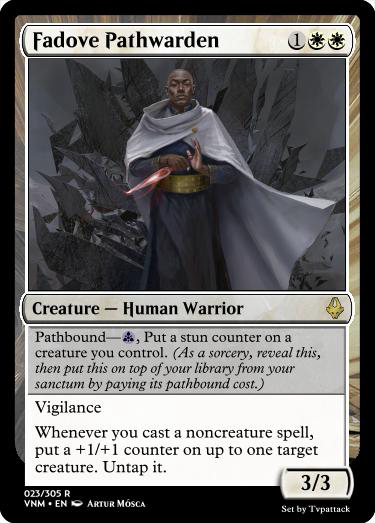 Fadove Pathwarden 1
Creature — Human Warrior
Pathbound—, Put a stun counter on a
creature you control. (As a sorcery, reveal this,
then put this on top of your library from your
sanctum by paying its pathbound cost.)
Vigilance
Whenever you cast a noncreature spell,
put a +1/+1 counter on up to one target
creature. Untap it.
3/3
023/305 R
VNM • EN Artur Mósca
Set by Tvpattack